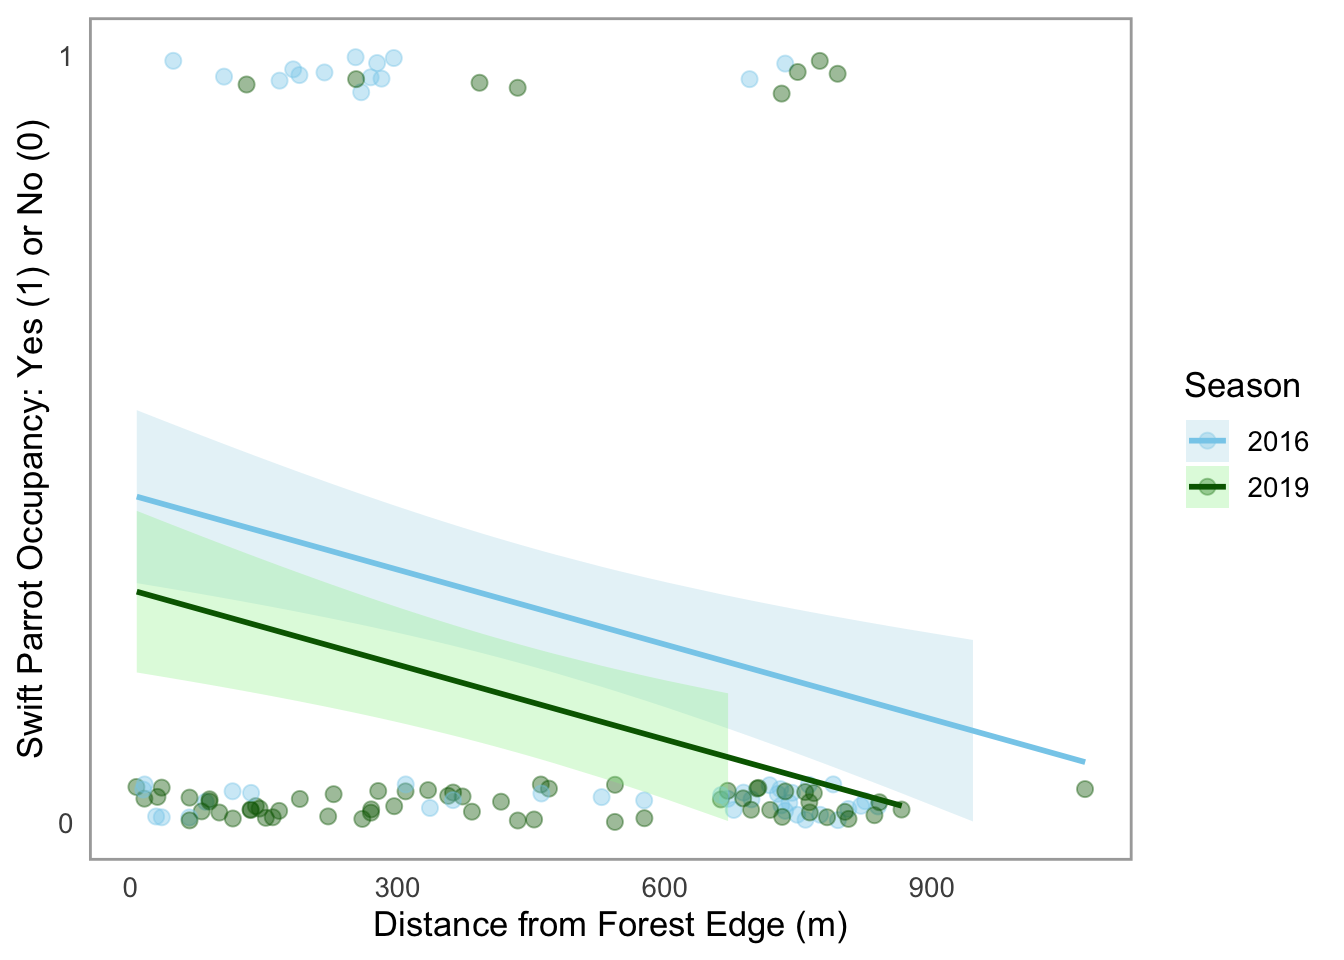 Swift Parrot Occupancy: Yes (1) or No (0)
1
0
0
300
600
900
Distance from Forest Edge (m)
Season
2016
2019